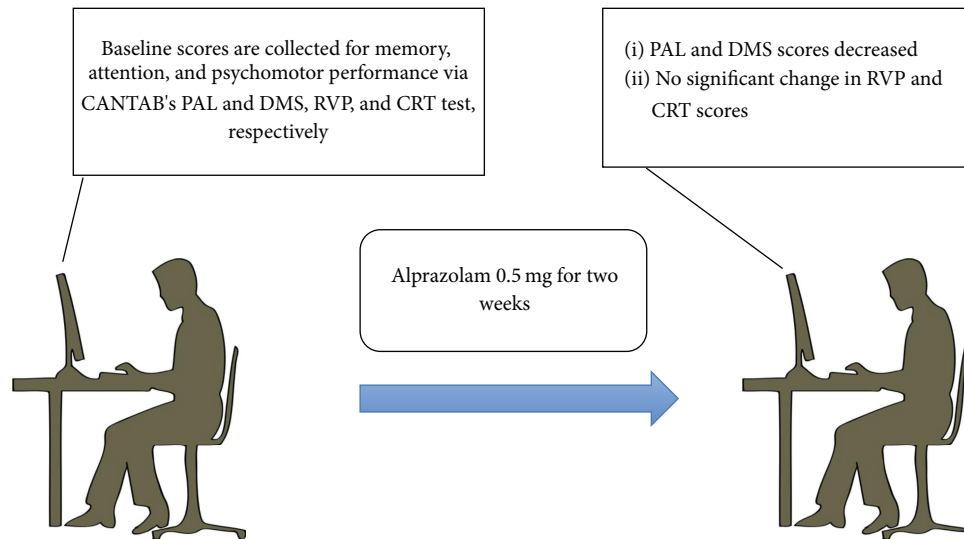 Baseline scores are collected for memory,
attention, and psychomotor performance via
CANTAB's PAL and DMS, RVP, and CRT test,
respectively
(i) PAL and DMS scores decreased
(ii) No significant change in RVP and
CRT scores
Alprazolam 0.5 mg for two
weeks